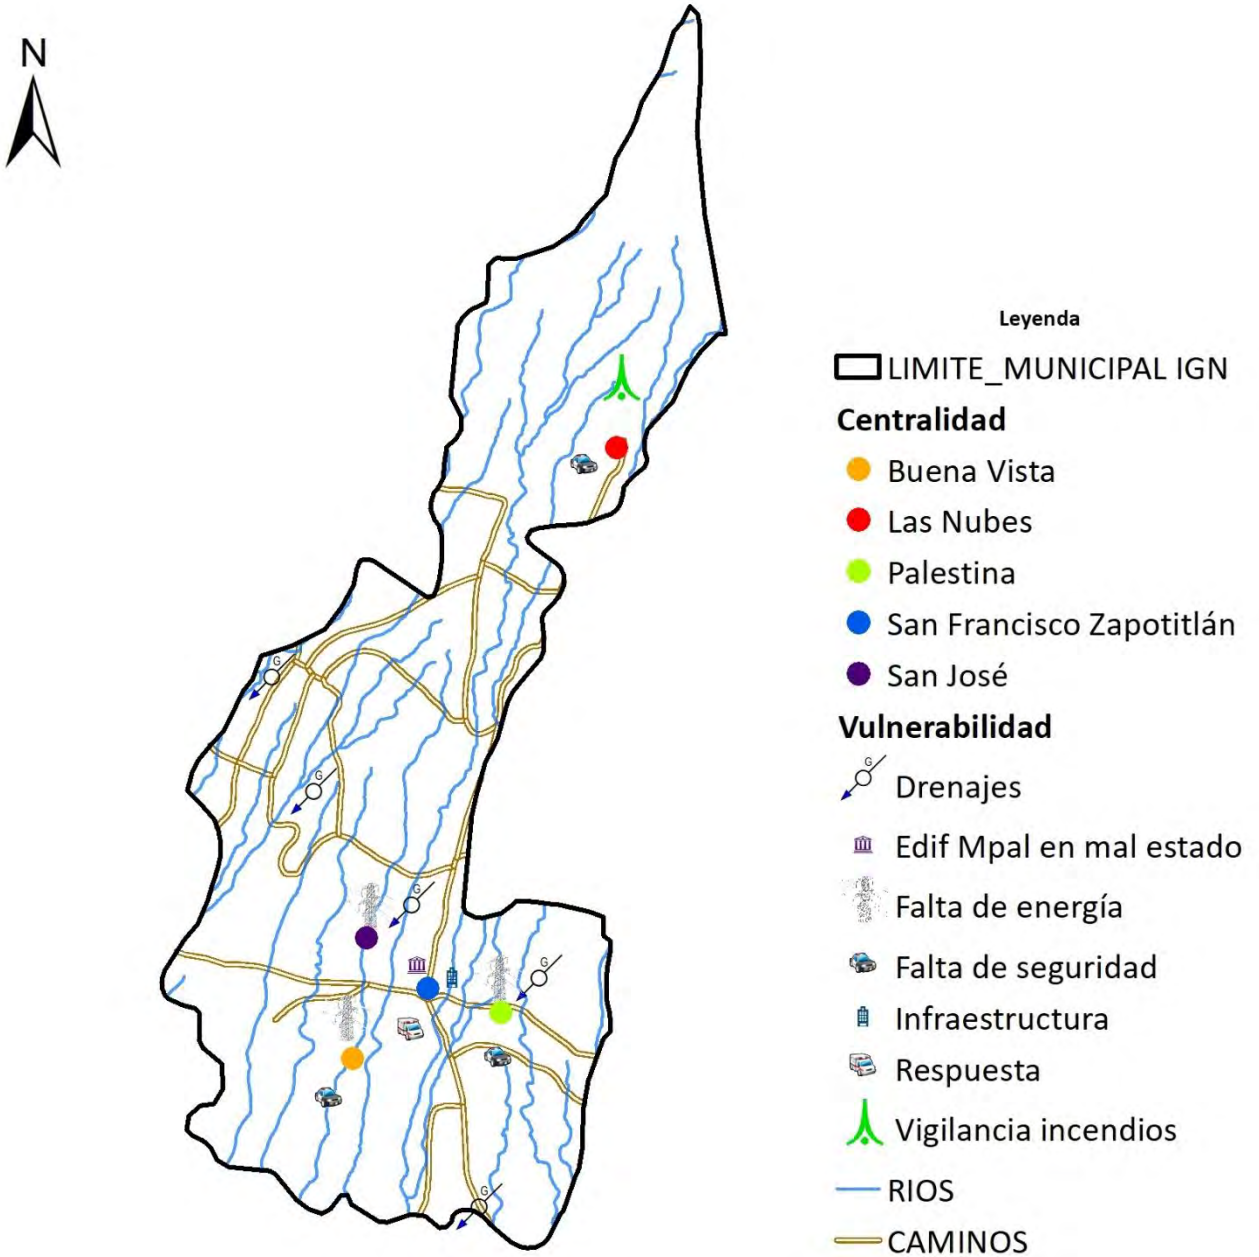 N
Leyenda
LIMITE_MUNICIPAL IGN
Centralidad
Buena Vista
Las Nubes
Palestina
San Francisco Zapotitlán
San José
Vulnerabilidad
G
Drenajes
Edif Mpal en mal estado
Falta de energía
Falta de seguridad
Infraestructura
Respuesta
Vigilancia incendios
RIOS
CAMINOS
G
G
G
G
G